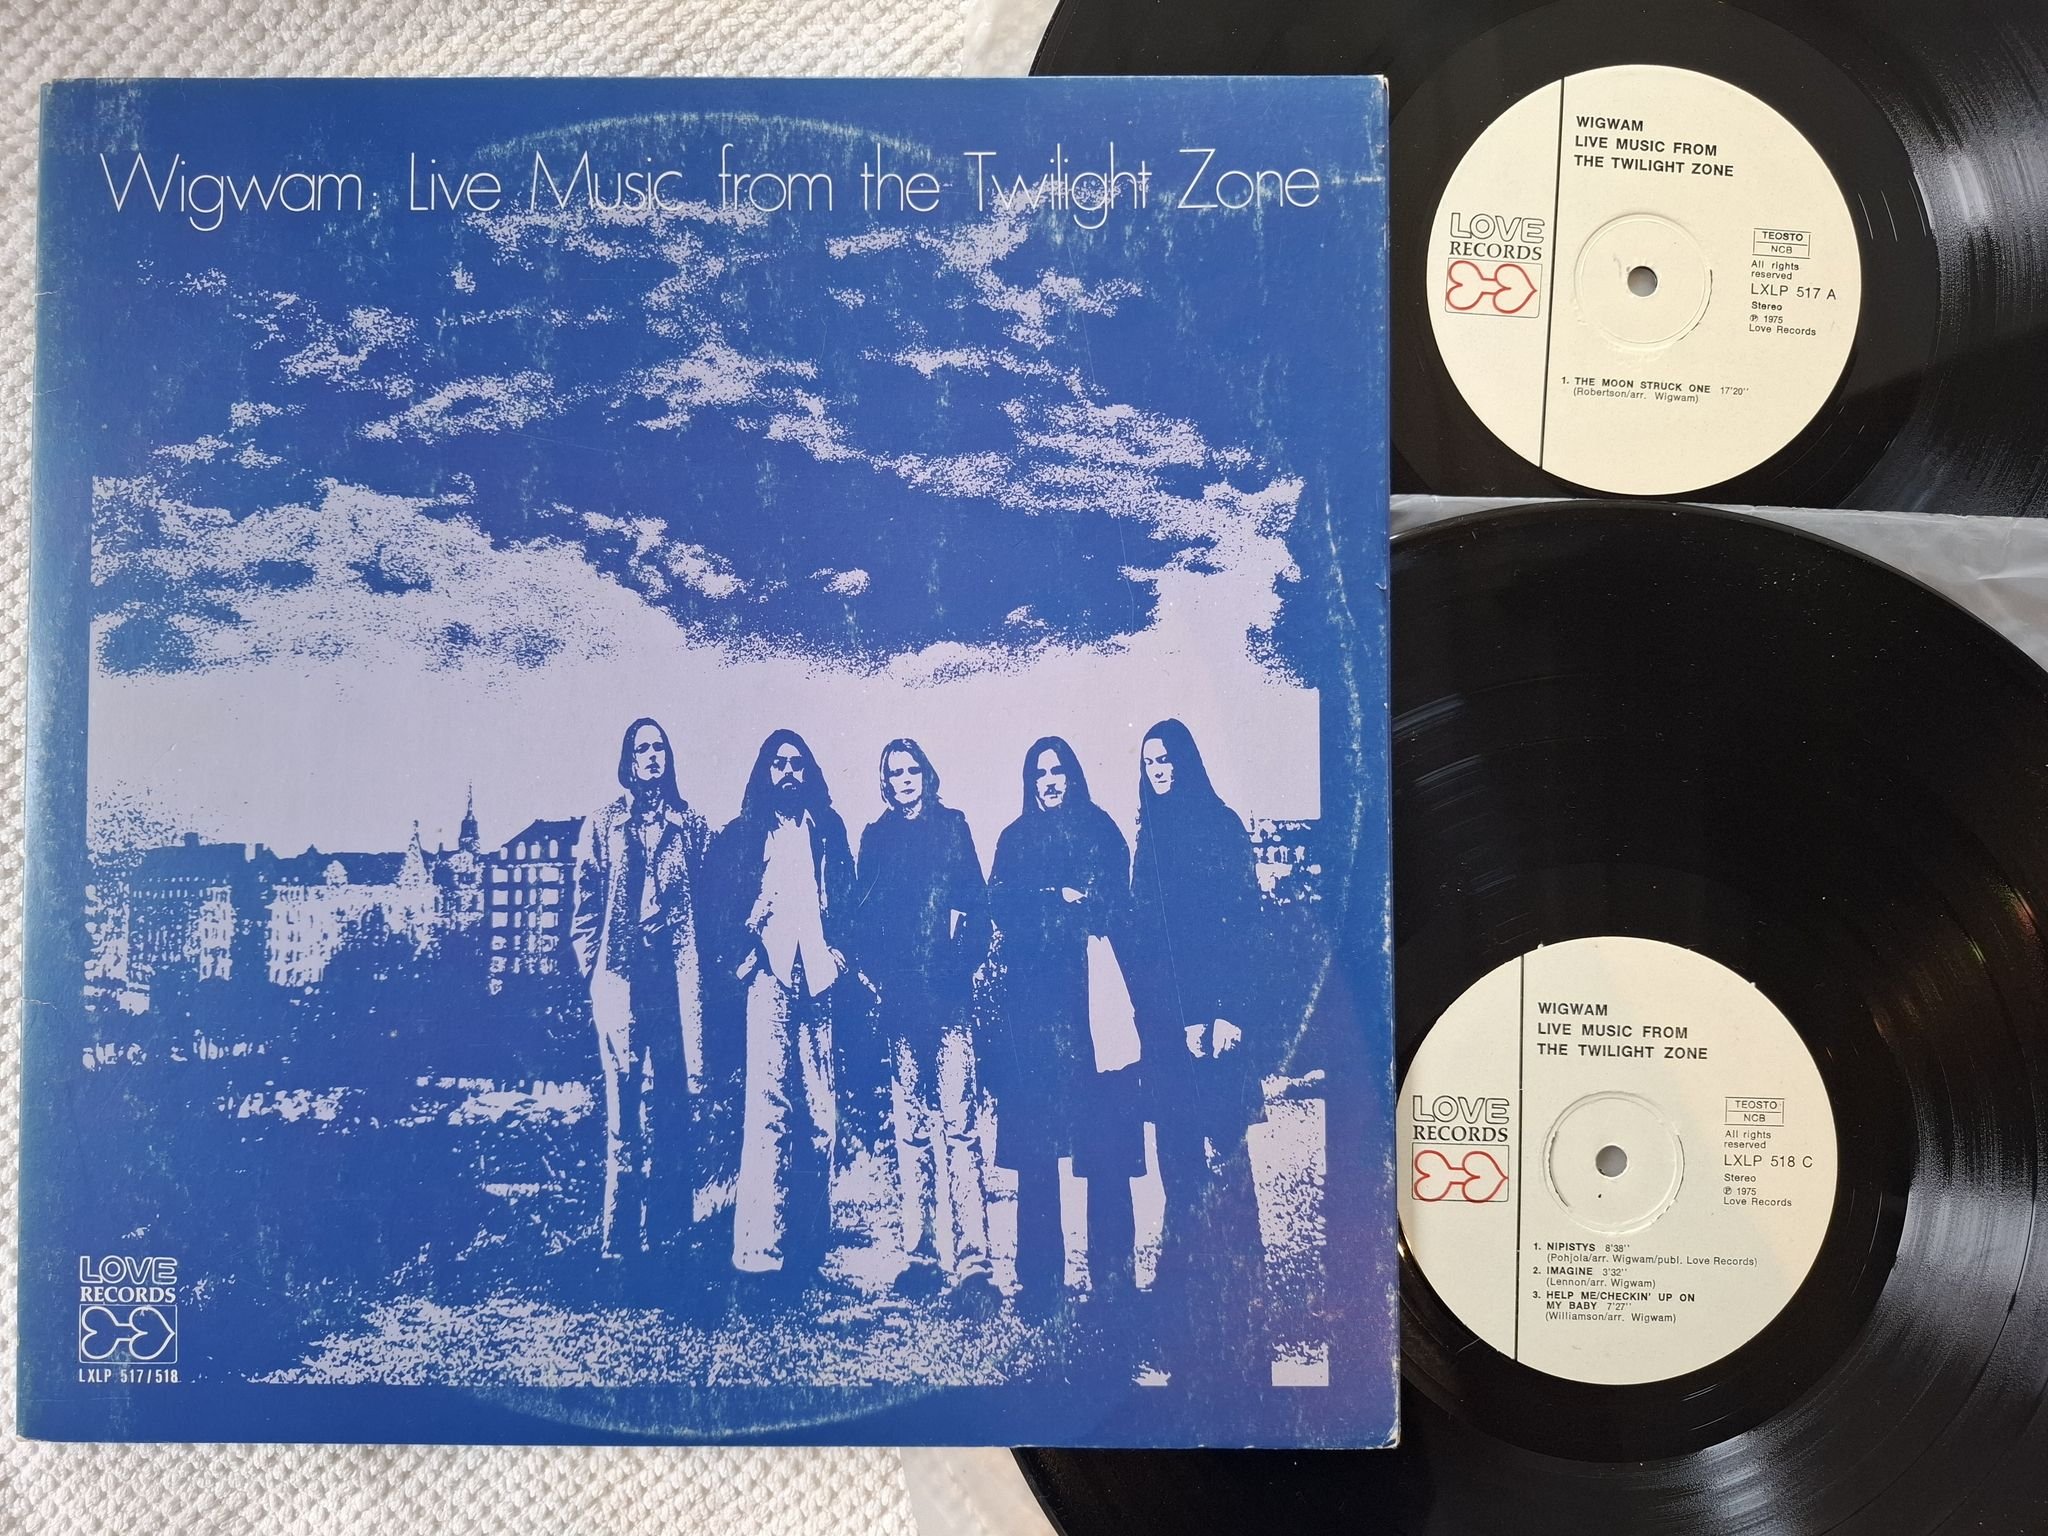 Wigwam: Live Music from the Twilight Zone
LOVE
RECORDS
LXLP 517/518
WIGWAM
LIVE MUSIC FROM
THE TWILIGHT ZONE
LOVE
RECORDS
TEOSTO
NCB
All rights
reserved
LXLP 517 A
Stereo
℗ 1975
Love Records
1. THE MOON STRUCK ONE 17'20''
(Robertson/arr. Wigwam)
WIGWAM
LIVE MUSIC FROM
THE TWILIGHT ZONE
LOVE
RECORDS
TEOSTO
NCB
All rights
reserved
LXLP 518 C
Stereo
℗ 1975
Love Records
1. NIPISTYS 8'38''
(Pohjola/arr. Wigwam/publ. Love Records)
2. IMAGINE 3'32''
(Lennon/arr. Wigwam)
3. HELP ME/CHECKIN' UP ON
MY BABY 7'27''
(Williamson/arr. Wigwam)